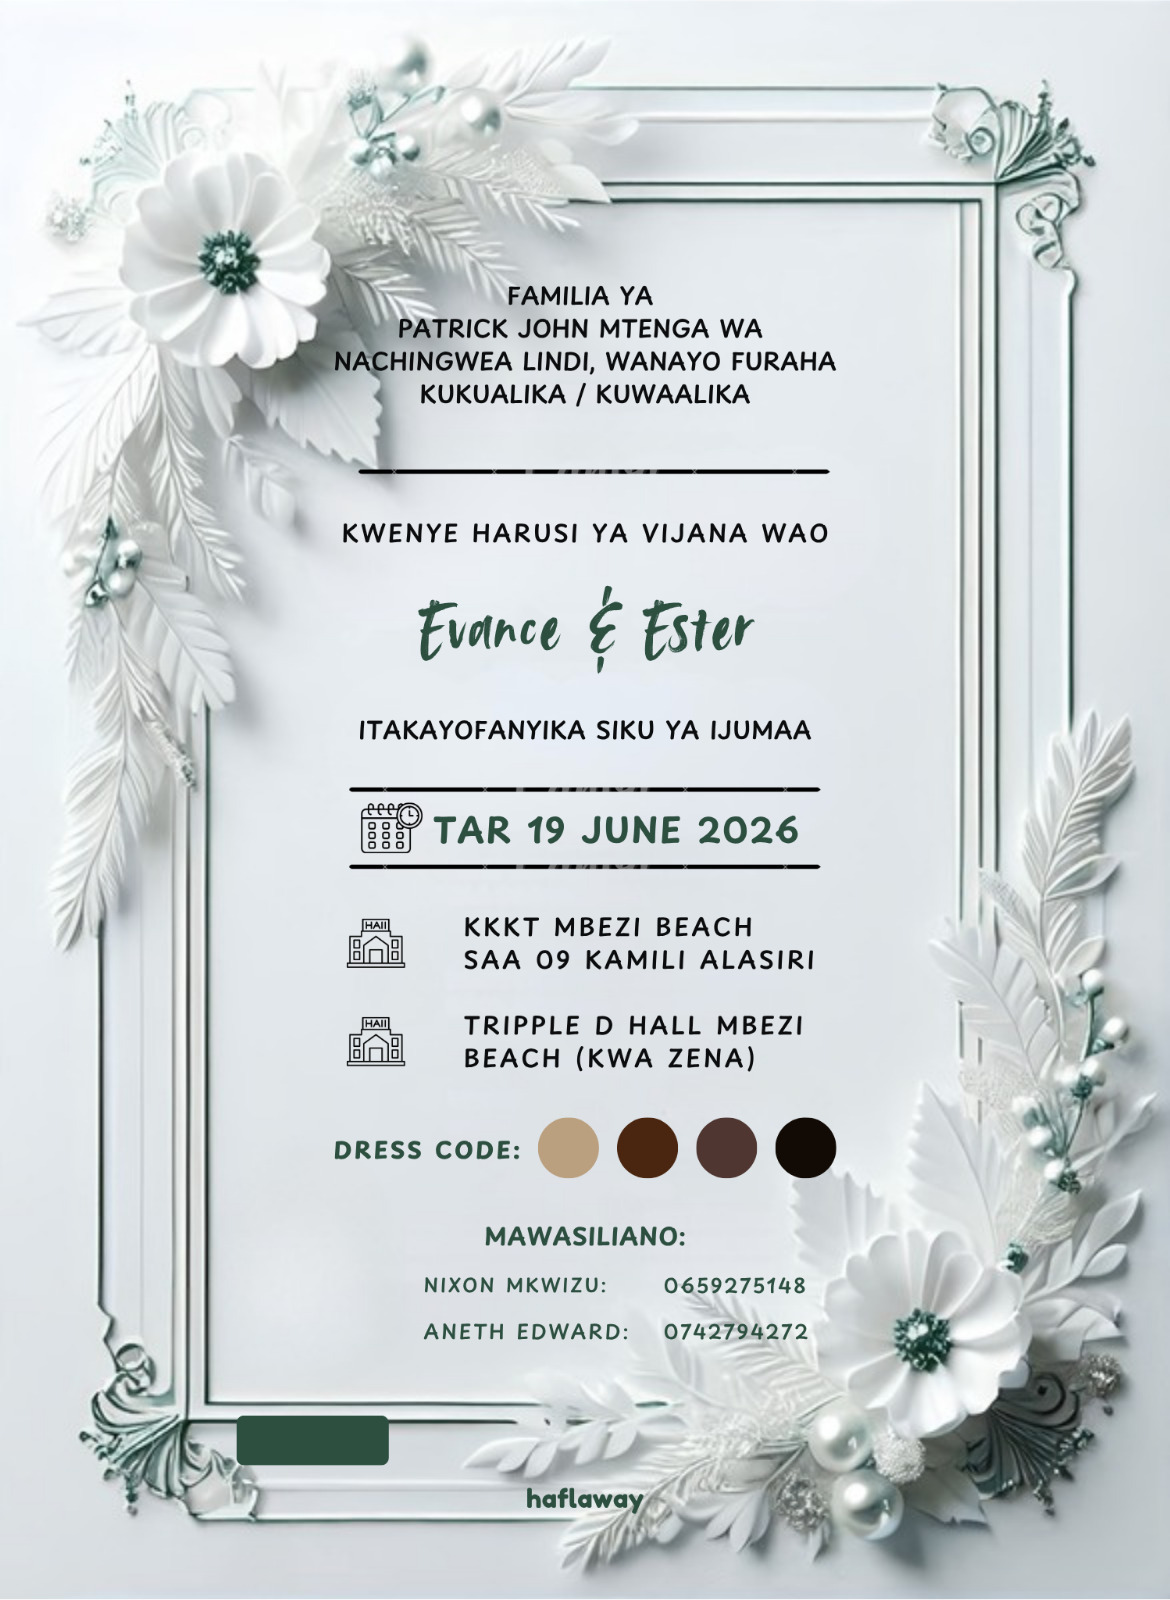 FAMILIA YA
PATRICK JOHN MTENGA WA
NACHINGWEA LINDI, WANAYO FURAHA
KUKUALIKA / KUWAALIKA
KWENYE HARUSI YA VIJANA WAO
Evance & Ester
ITAKAYOFANYIKA SIKU YA IJUMAA
TAR 19 JUNE 2026
HAll
KKKT MBEZI BEACH
SAA 09 KAMILI ALASIRI
HAll
TRIPPLE D HALL MBEZI
BEACH (KWA ZENA)
DRESS CODE:
MAWASILIANO:
NIXON MKWIZU: 0659275148
ANETH EDWARD: 0742794272
haflaway